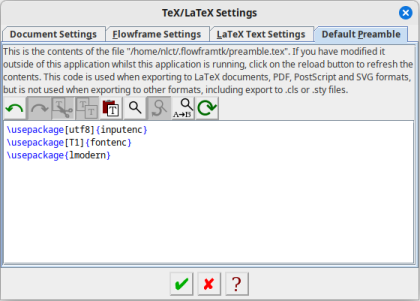 TeX/LaTeX Settings
Document Settings Flowframe Settings LaTeX Text Settings Default Preamble
This is the contents of the file "/home/nlct/.flowframtk/preamble.tex". If you have modified it
outside of this application whilst this application is running, click on the reload button to refresh the
contents. This code is used when exporting to LaTeX documents, PDF, PostScript and SVG formats,
but is not used when exporting to other formats, including export to .cls or .sty files.
A→B
\usepackage[utf8]{inputenc}
\usepackage[T1]{fontenc}
\usepackage{lmodern}
?